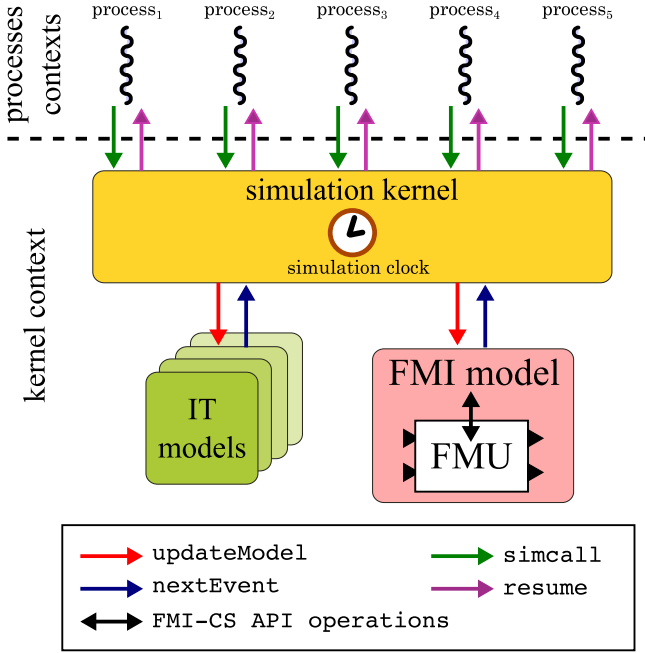 processes
contexts
process₁ process₂ process₃ process₄ process₅
kernel context
simulation kernel
simulation clock
IT
models
FMI model
FMU
updateModel
simcall
nextEvent
resume
FMI-CS API operations